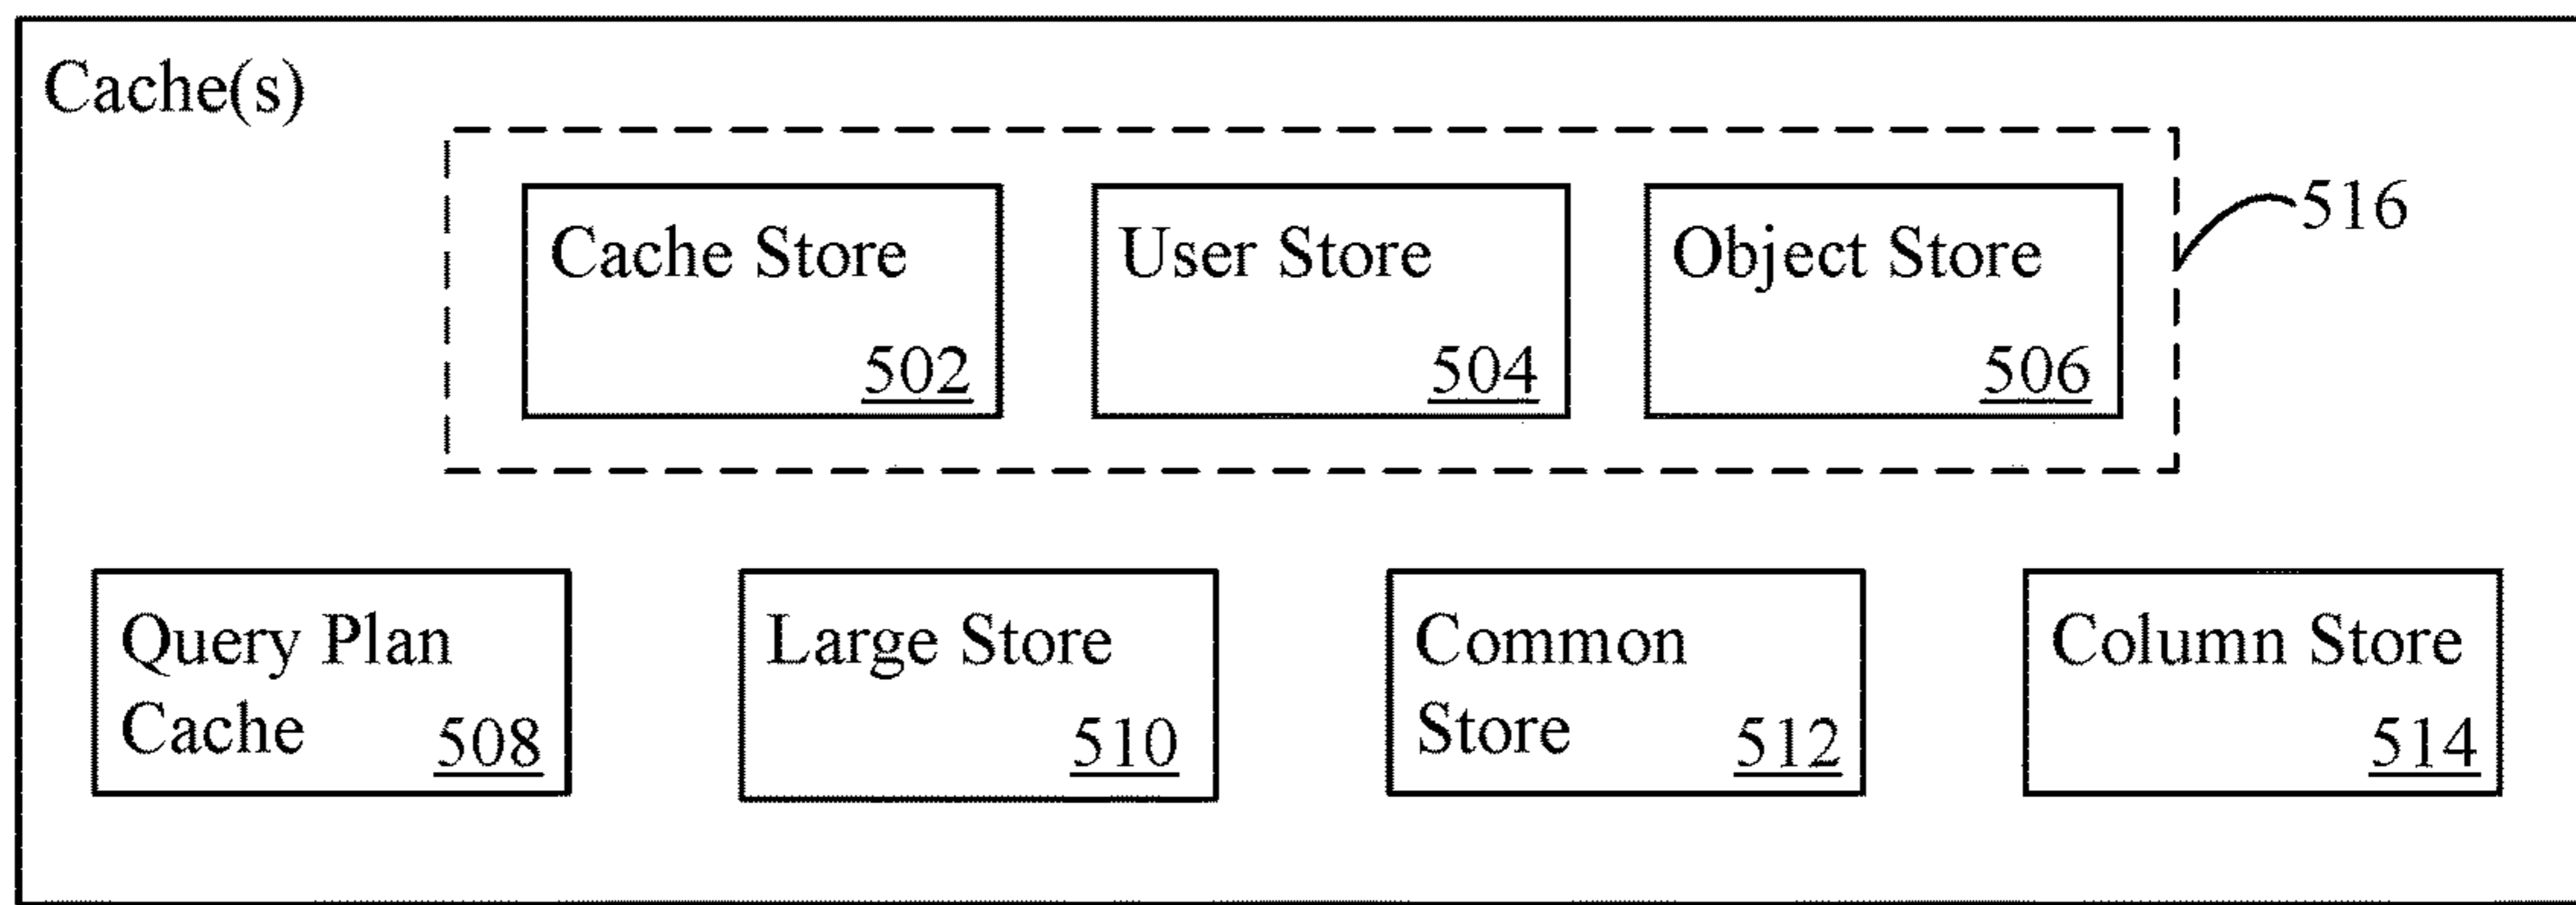 Cache(s)
Cache Store
502
User Store
504
Object Store
506
516
Query Plan
Cache
508
Large Store
510
Common
Store
512
Column Store
514